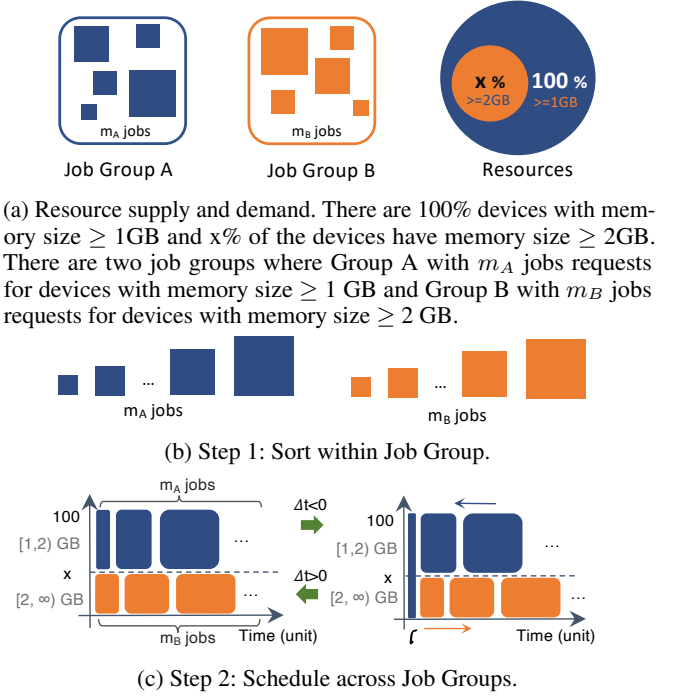 m_A jobs
m_B jobs
x %
>=2GB
100 %
>=1GB
Job Group A
Job Group B
Resources
(a) Resource supply and demand. There are 100% devices with mem-
ory size ≥ 1GB and x% of the devices have memory size ≥ 2GB.
There are two job groups where Group A with m_A jobs requests
for devices with memory size ≥ 1 GB and Group B with m_B jobs
requests for devices with memory size ≥ 2 GB.
...
m_A jobs
...
m_B jobs
(b) Step 1: Sort within Job Group.
m_A jobs
100
[1,2) GB
...
x
[2, ∞) GB
...
m_B jobs
Time (unit)
Δt<0
Δt>0
100
[1,2) GB
...
x
[2, ∞) GB
...
Time (unit)
(c) Step 2: Schedule across Job Groups.